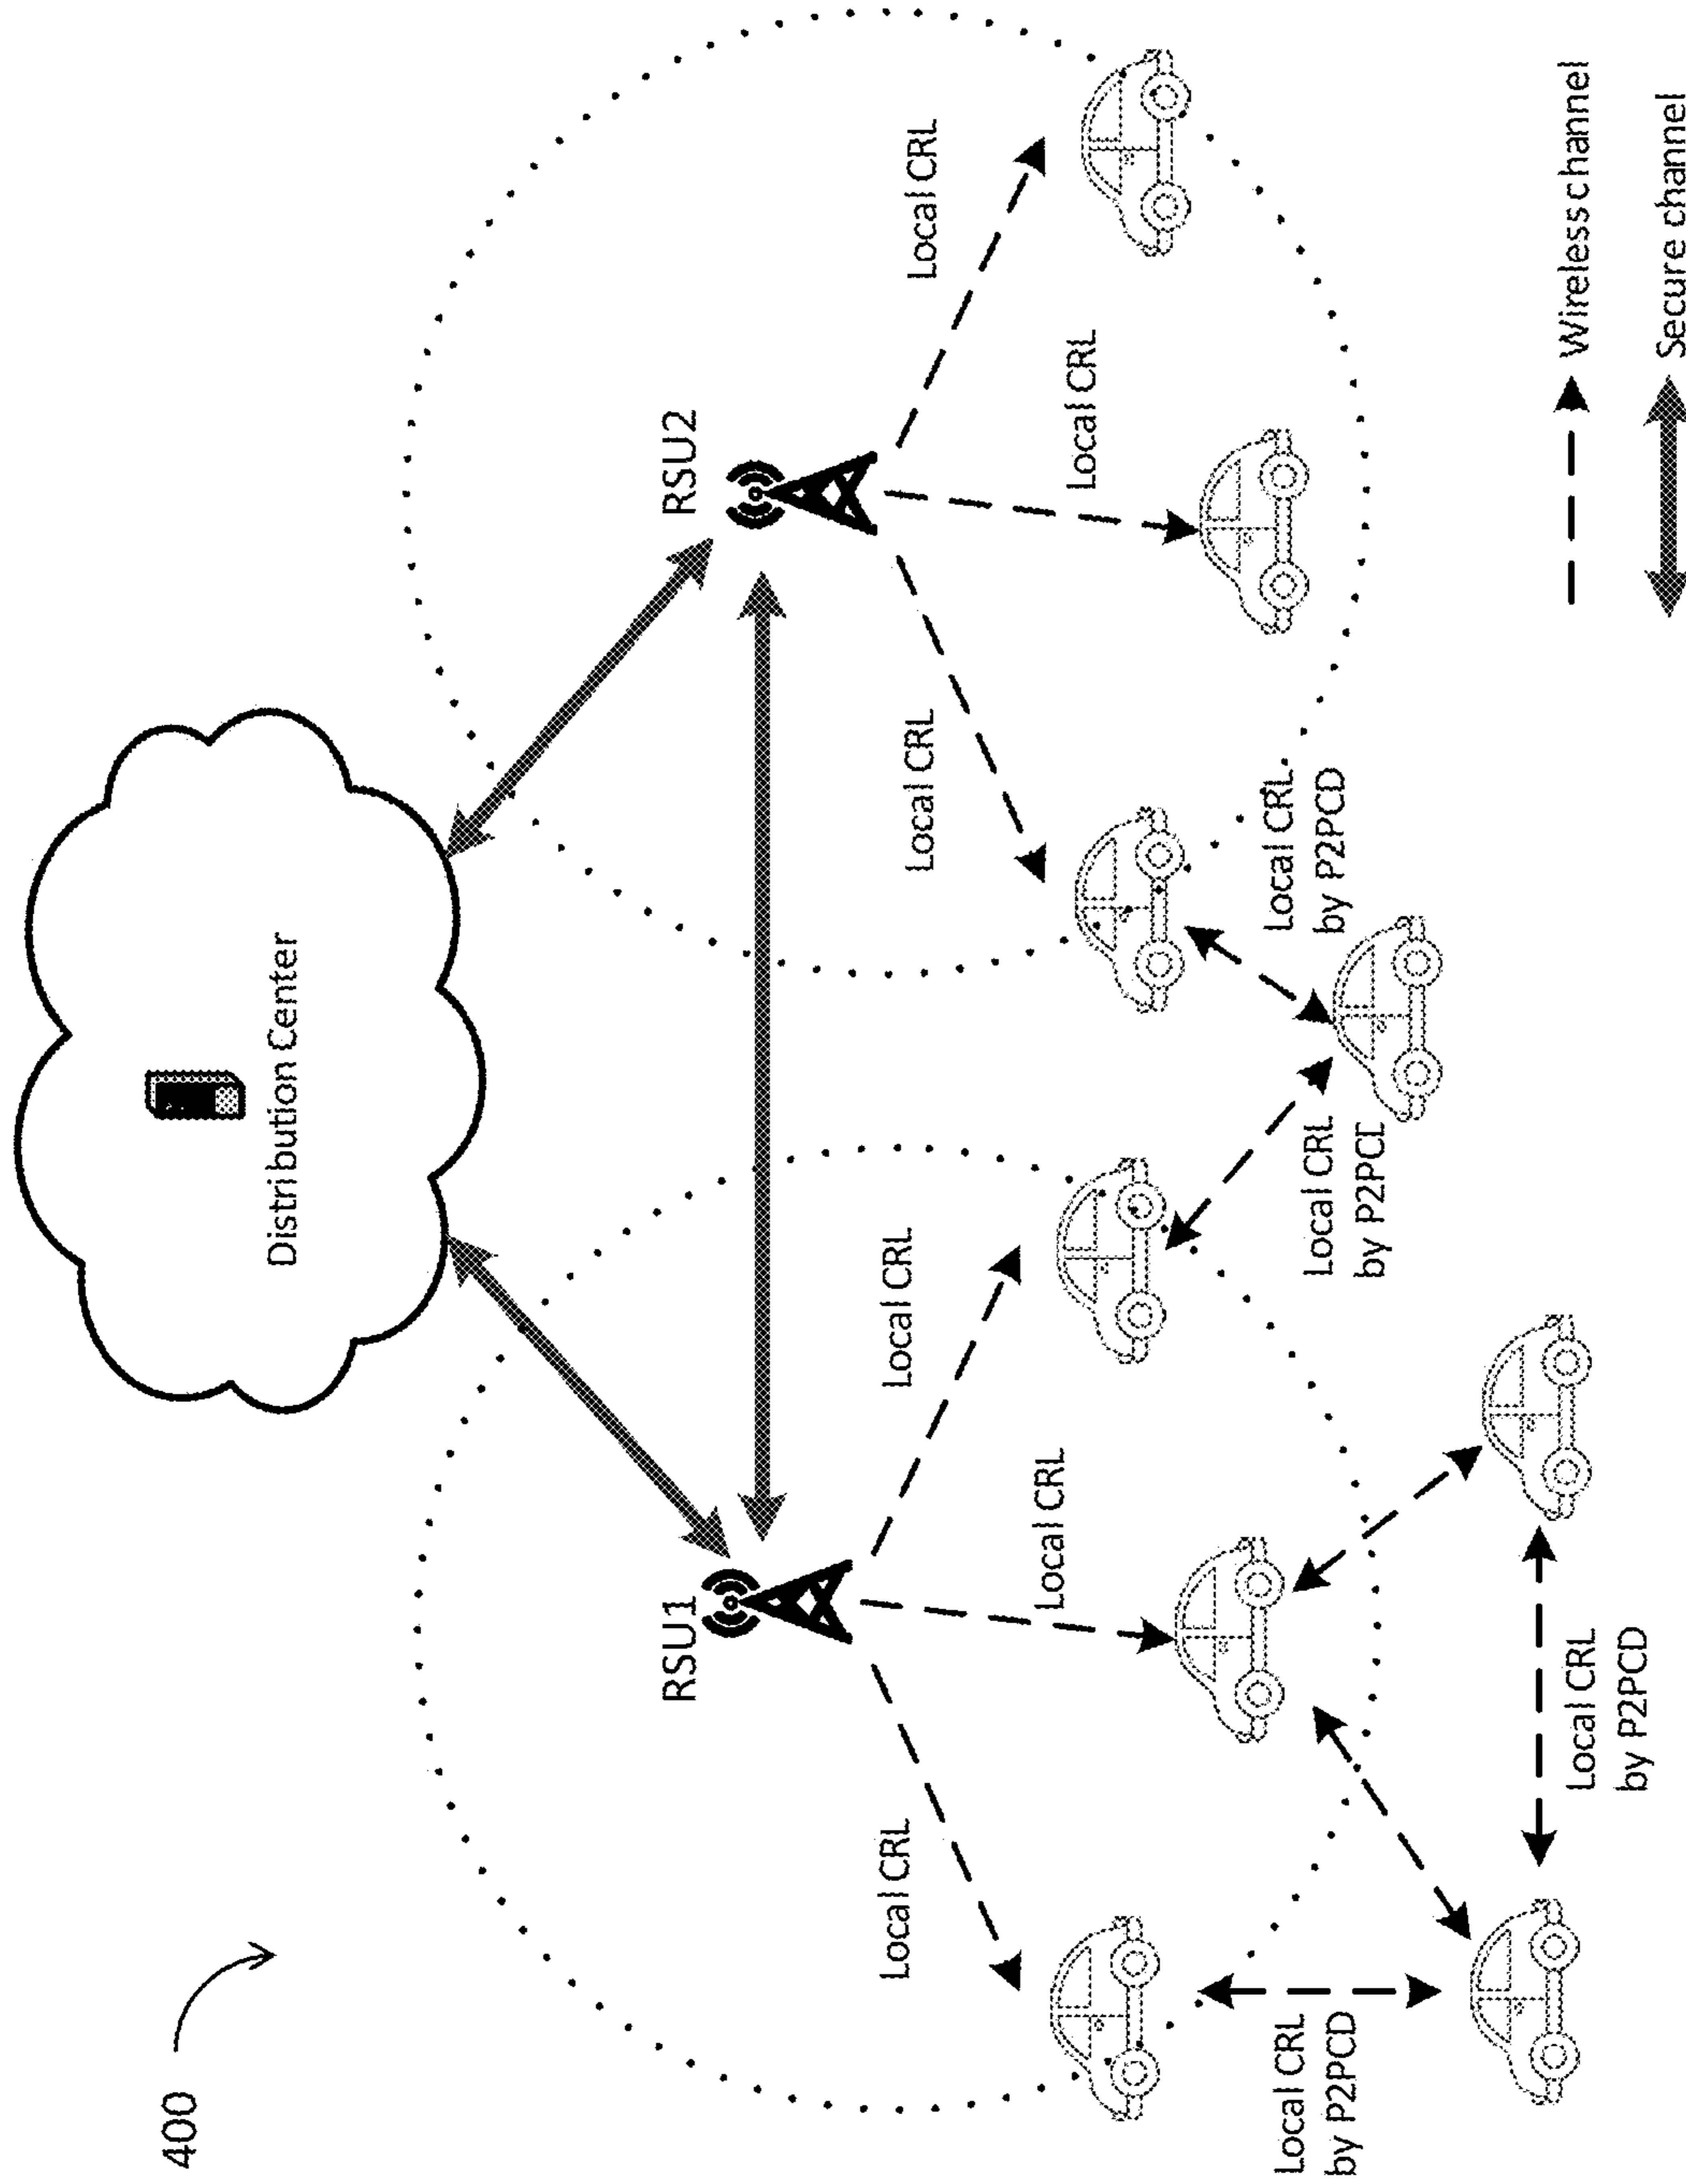 400
Distribution Center
RSU1
RSU2
Local CRL
Local CRL
Local CRL
Local CRL
Local CRL
Local CRL
Local CRL
by P2PCD
Local CRL
by P2PCD
Local CRL
by P2PCD
Local CRL
by P2PCD
Wireless channel
Secure channel